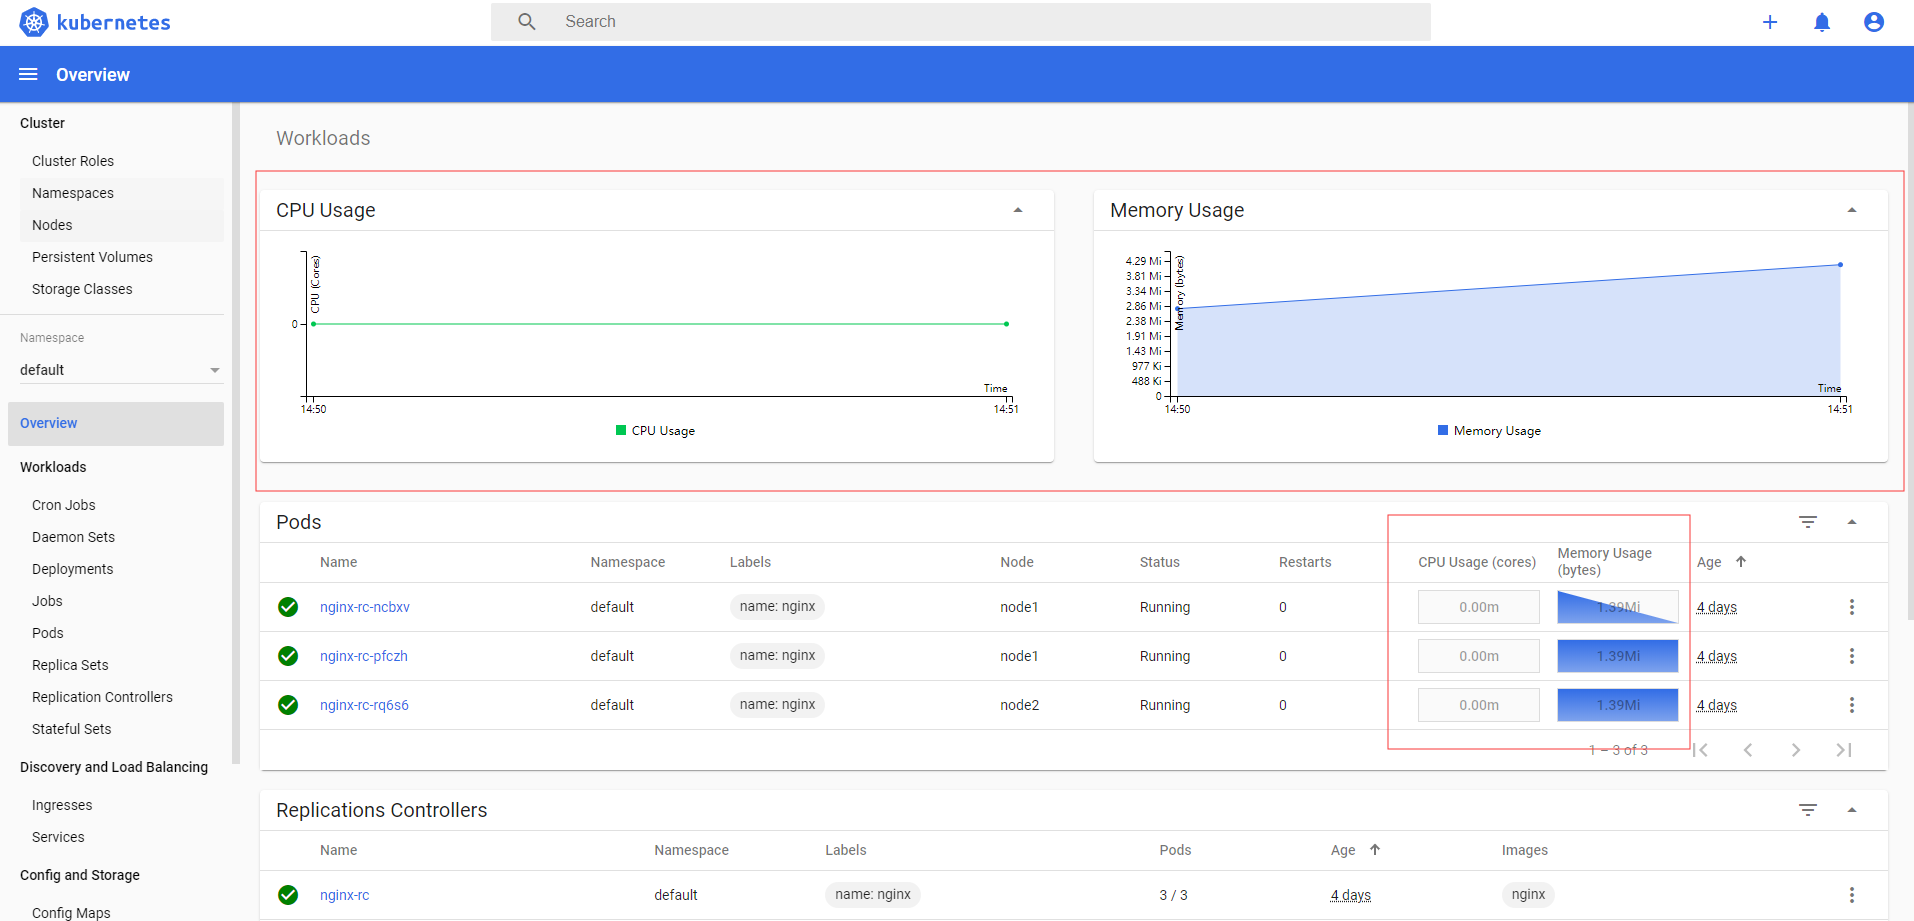 kubernetes
Search
Overview
Cluster
Cluster Roles
Namespaces
Nodes
Persistent Volumes
Storage Classes
Namespace
default
Overview
Workloads
Cron Jobs
Daemon Sets
Deployments
Jobs
Pods
Replica Sets
Replication Controllers
Stateful Sets
Discovery and Load Balancing
Ingresses
Services
Config and Storage
Config Maps
Workloads
CPU Usage
CPU (Cores)
0
Time
14:50 14:51
CPU Usage
Memory Usage
Memory (bytes)
4.29 Mi
3.81 Mi
3.34 Mi
2.86 Mi
2.38 Mi
1.91 Mi
1.43 Mi
977 Ki
488 Ki
0
Time
14:50 14:51
Memory Usage
Pods
Name Namespace Labels Node Status Restarts CPU Usage (cores) Memory Usage (bytes) Age
nginx-rc-ncbxv default name: nginx node1 Running 0 0.00m 1.39Mi 4 days
nginx-rc-pfczh default name: nginx node1 Running 0 0.00m 1.39Mi 4 days
nginx-rc-rq6s6 default name: nginx node2 Running 0 0.00m 1.39Mi 4 days
1 – 3 of 3
Replications Controllers
Name Namespace Labels Pods Age Images
nginx-rc default name: nginx 3 / 3 4 days nginx